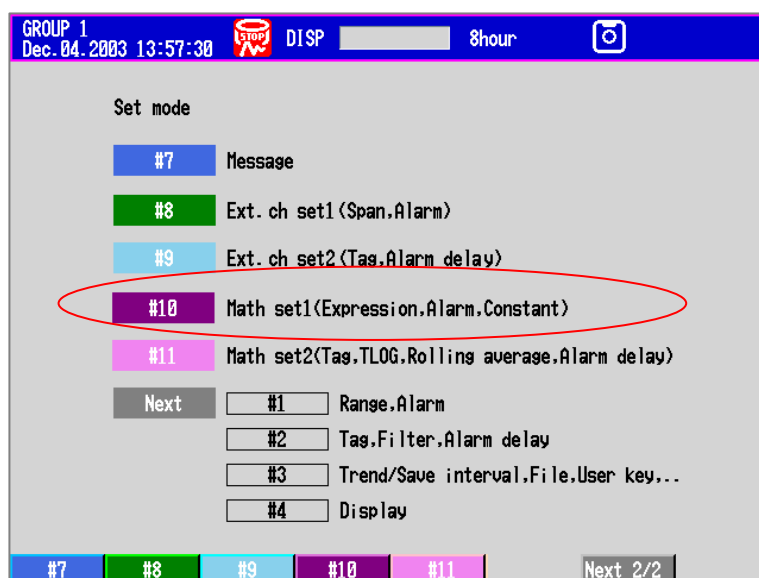 GROUP 1
Dec.04.2003 13:57:30
STOP
DISP
8hour
Set mode
#7 Message
#8 Ext. ch set1(Span,Alarm)
#9 Ext. ch set2(Tag,Alarm delay)
#10 Math set1(Expression,Alarm,Constant)
#11 Math set2(Tag,TLOG,Rolling average,Alarm delay)
Next #1 Range,Alarm
#2 Tag,Filter,Alarm delay
#3 Trend/Save interval,File,User key,..
#4 Display
#7 #8 #9 #10 #11 Next 2/2